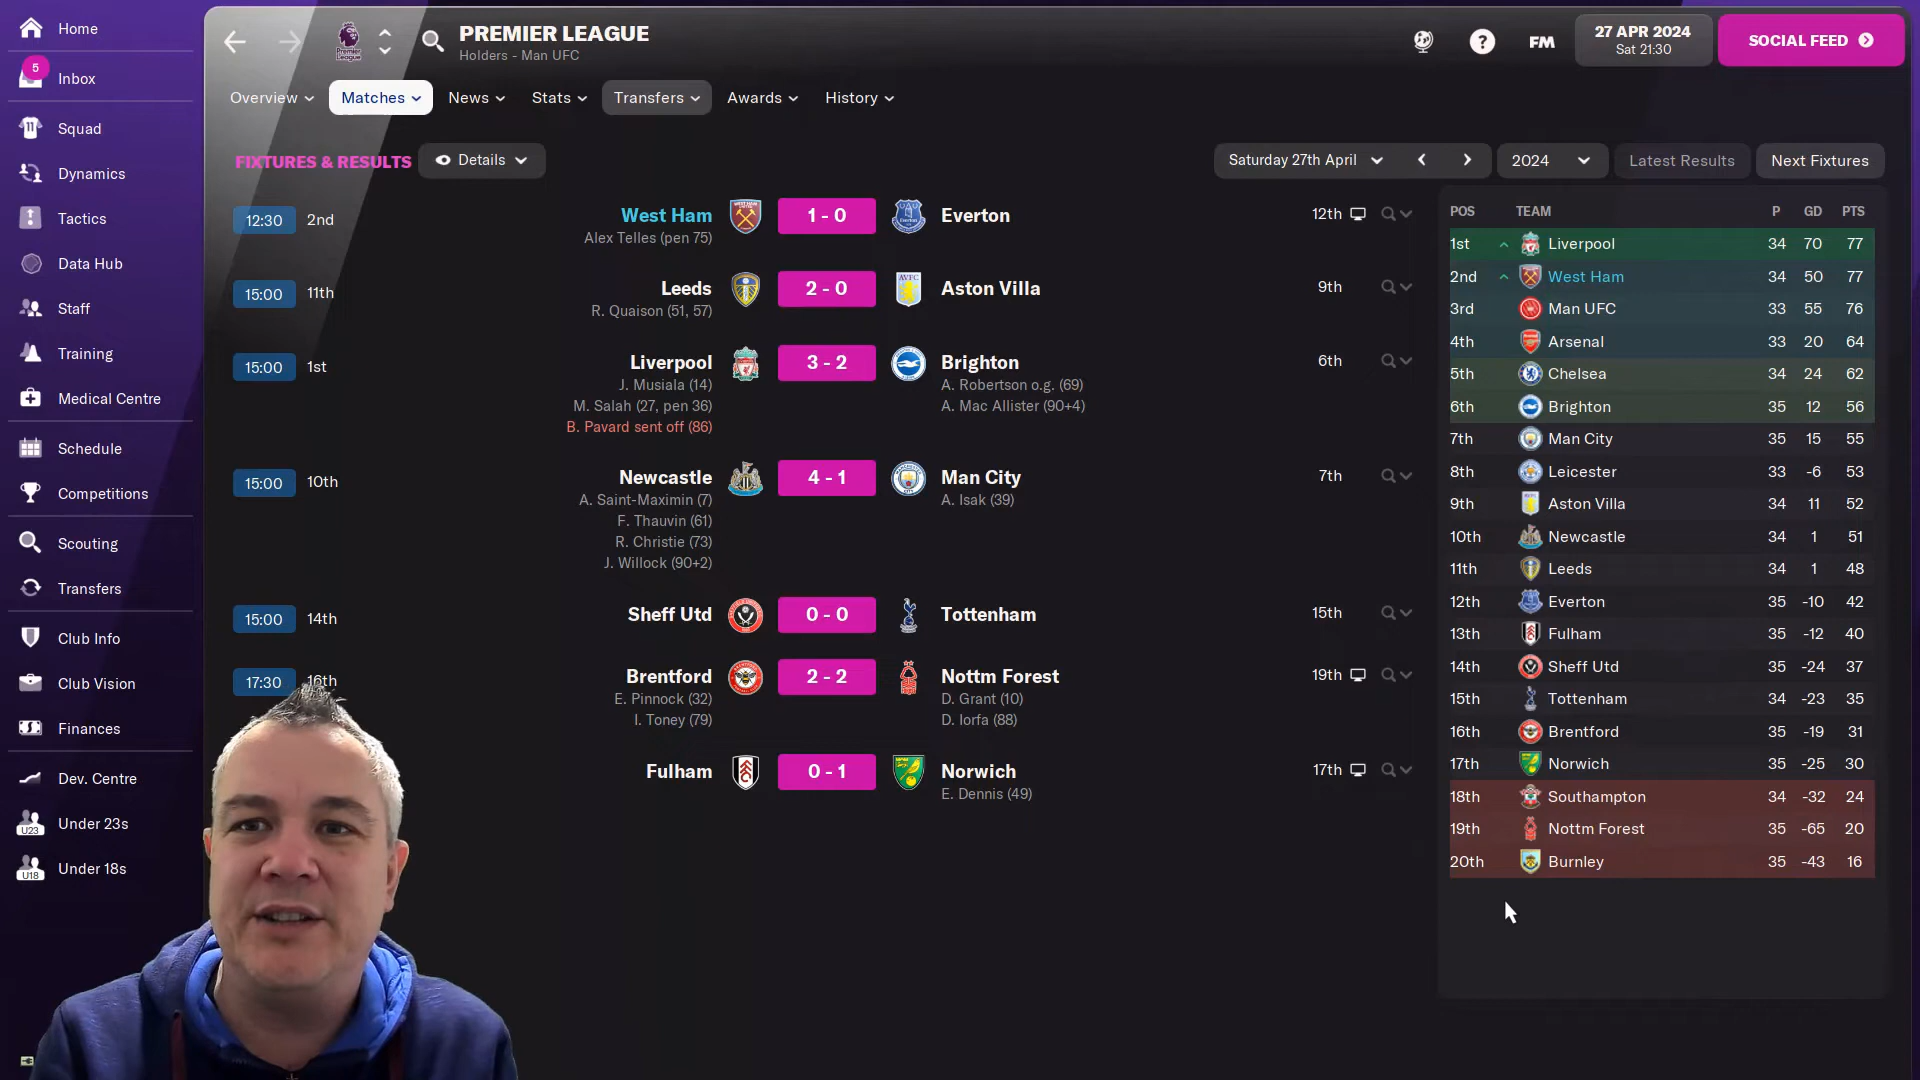 Home
5
Inbox
Squad
Dynamics
Tactics
Data Hub
Staff
Training
Medical Centre
Schedule
Competitions
Scouting
Transfers
Club Info
Club Vision
Finances
Dev. Centre
U23 Under 23s
U18 Under 18s
PREMIER LEAGUE
Holders - Man UFC
FM
27 APR 2024
Sat 21:30
SOCIAL FEED
Overview Matches News Stats Transfers Awards History
FIXTURES & RESULTS Details Saturday 27th April 2024 Latest Results Next Fixtures
12:30 2nd West Ham 1 - 0 Everton 12th
Alex Telles (pen 75)
15:00 11th Leeds 2 - 0 Aston Villa 9th
R. Quaison (51, 57)
15:00 1st Liverpool 3 - 2 Brighton 6th
J. Musiala (14) A. Robertson o.g. (69)
M. Salah (27, pen 36) A. Mac Allister (90+4)
B. Pavard sent off (86)
15:00 10th Newcastle 4 - 1 Man City 7th
A. Saint-Maximin (7) A. Isak (39)
F. Thauvin (61)
R. Christie (73)
J. Willock (90+2)
15:00 14th Sheff Utd 0 - 0 Tottenham 15th
17:30 16th Brentford 2 - 2 Nottm Forest 19th
E. Pinnock (32) D. Grant (10)
I. Toney (79) D. Iorfa (88)
Fulham 0 - 1 Norwich 17th
E. Dennis (49)
POS TEAM P GD PTS
1st Liverpool 34 70 77
2nd West Ham 34 50 77
3rd Man UFC 33 55 76
4th Arsenal 33 20 64
5th Chelsea 34 24 62
6th Brighton 35 12 56
7th Man City 35 15 55
8th Leicester 33 -6 53
9th Aston Villa 34 11 52
10th Newcastle 34 1 51
11th Leeds 34 1 48
12th Everton 35 -10 42
13th Fulham 35 -12 40
14th Sheff Utd 35 -24 37
15th Tottenham 34 -23 35
16th Brentford 35 -19 31
17th Norwich 35 -25 30
18th Southampton 34 -32 24
19th Nottm Forest 35 -65 20
20th Burnley 35 -43 16